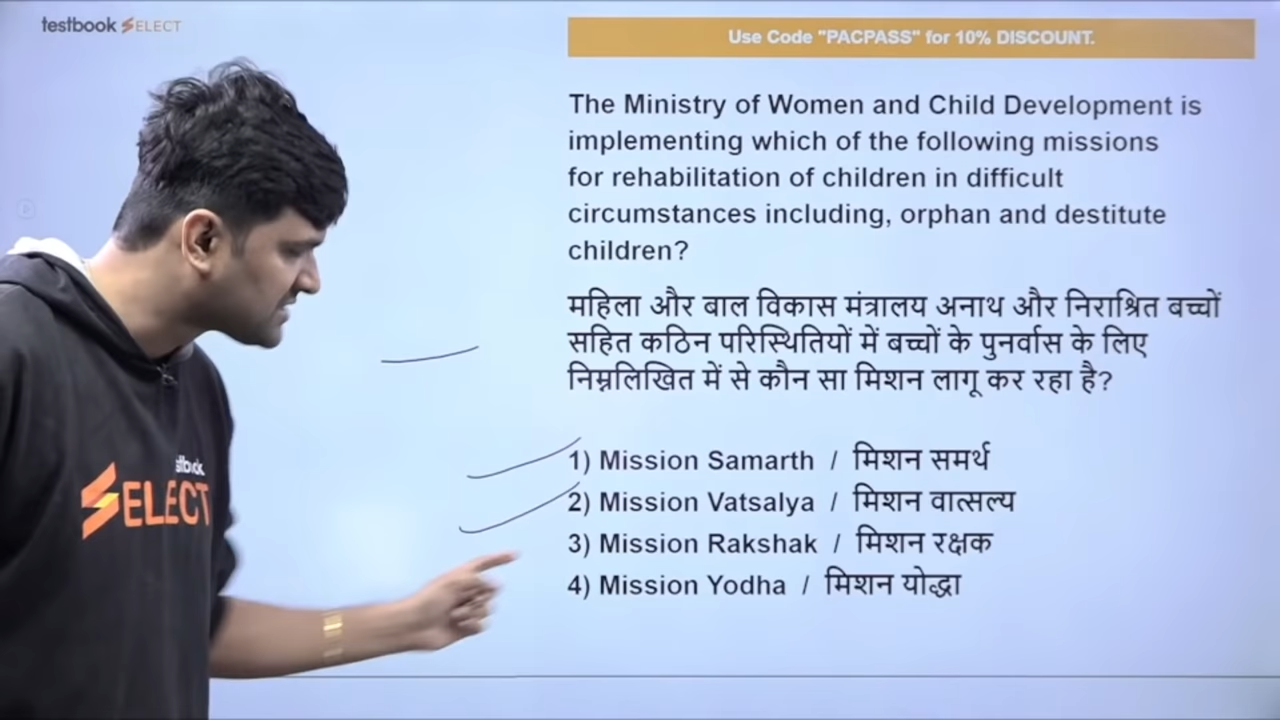 testbook SELECT
Use Code "PACPASS" for 10% DISCOUNT.
The Ministry of Women and Child Development is
implementing which of the following missions
for rehabilitation of children in difficult
circumstances including, orphan and destitute
children?
महिला और बाल विकास मंत्रालय अनाथ और निराश्रित बच्चों
सहित कठिन परिस्थितियों में बच्चों के पुनर्वास के लिए
निम्नलिखित में से कौन सा मिशन लागू कर रहा है?
1) Mission Samarth / मिशन समर्थ
2) Mission Vatsalya / मिशन वात्सल्य
3) Mission Rakshak / मिशन रक्षक
4) Mission Yodha / मिशन योद्धा
SELECT